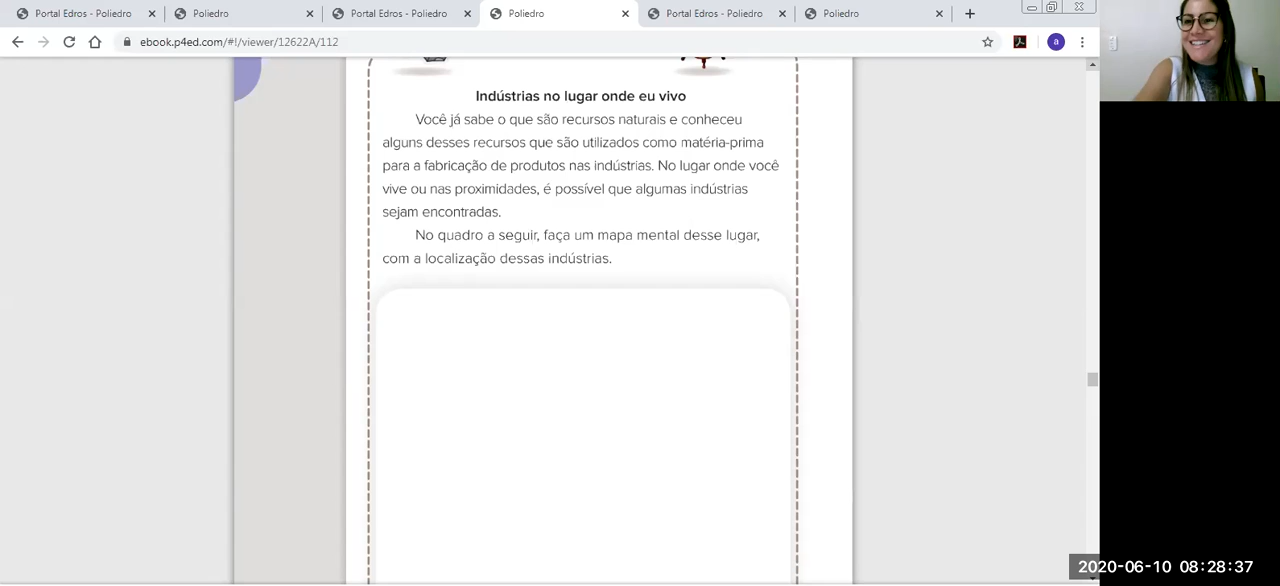 Portal Edros - Poliedro
Poliedro
Portal Edros - Poliedro
Poliedro
Portal Edros - Poliedro
Poliedro
ebook.p4ed.com/#!/viewer/12622A/112
a
Indústrias no lugar onde eu vivo
Você já sabe o que são recursos naturais e conheceu
alguns desses recursos que são utilizados como matéria-prima
para a fabricação de produtos nas indústrias. No lugar onde você
vive ou nas proximidades, é possível que algumas indústrias
sejam encontradas.
No quadro a seguir, faça um mapa mental desse lugar,
com a localização dessas indústrias.
2020-06-10 08:28:37